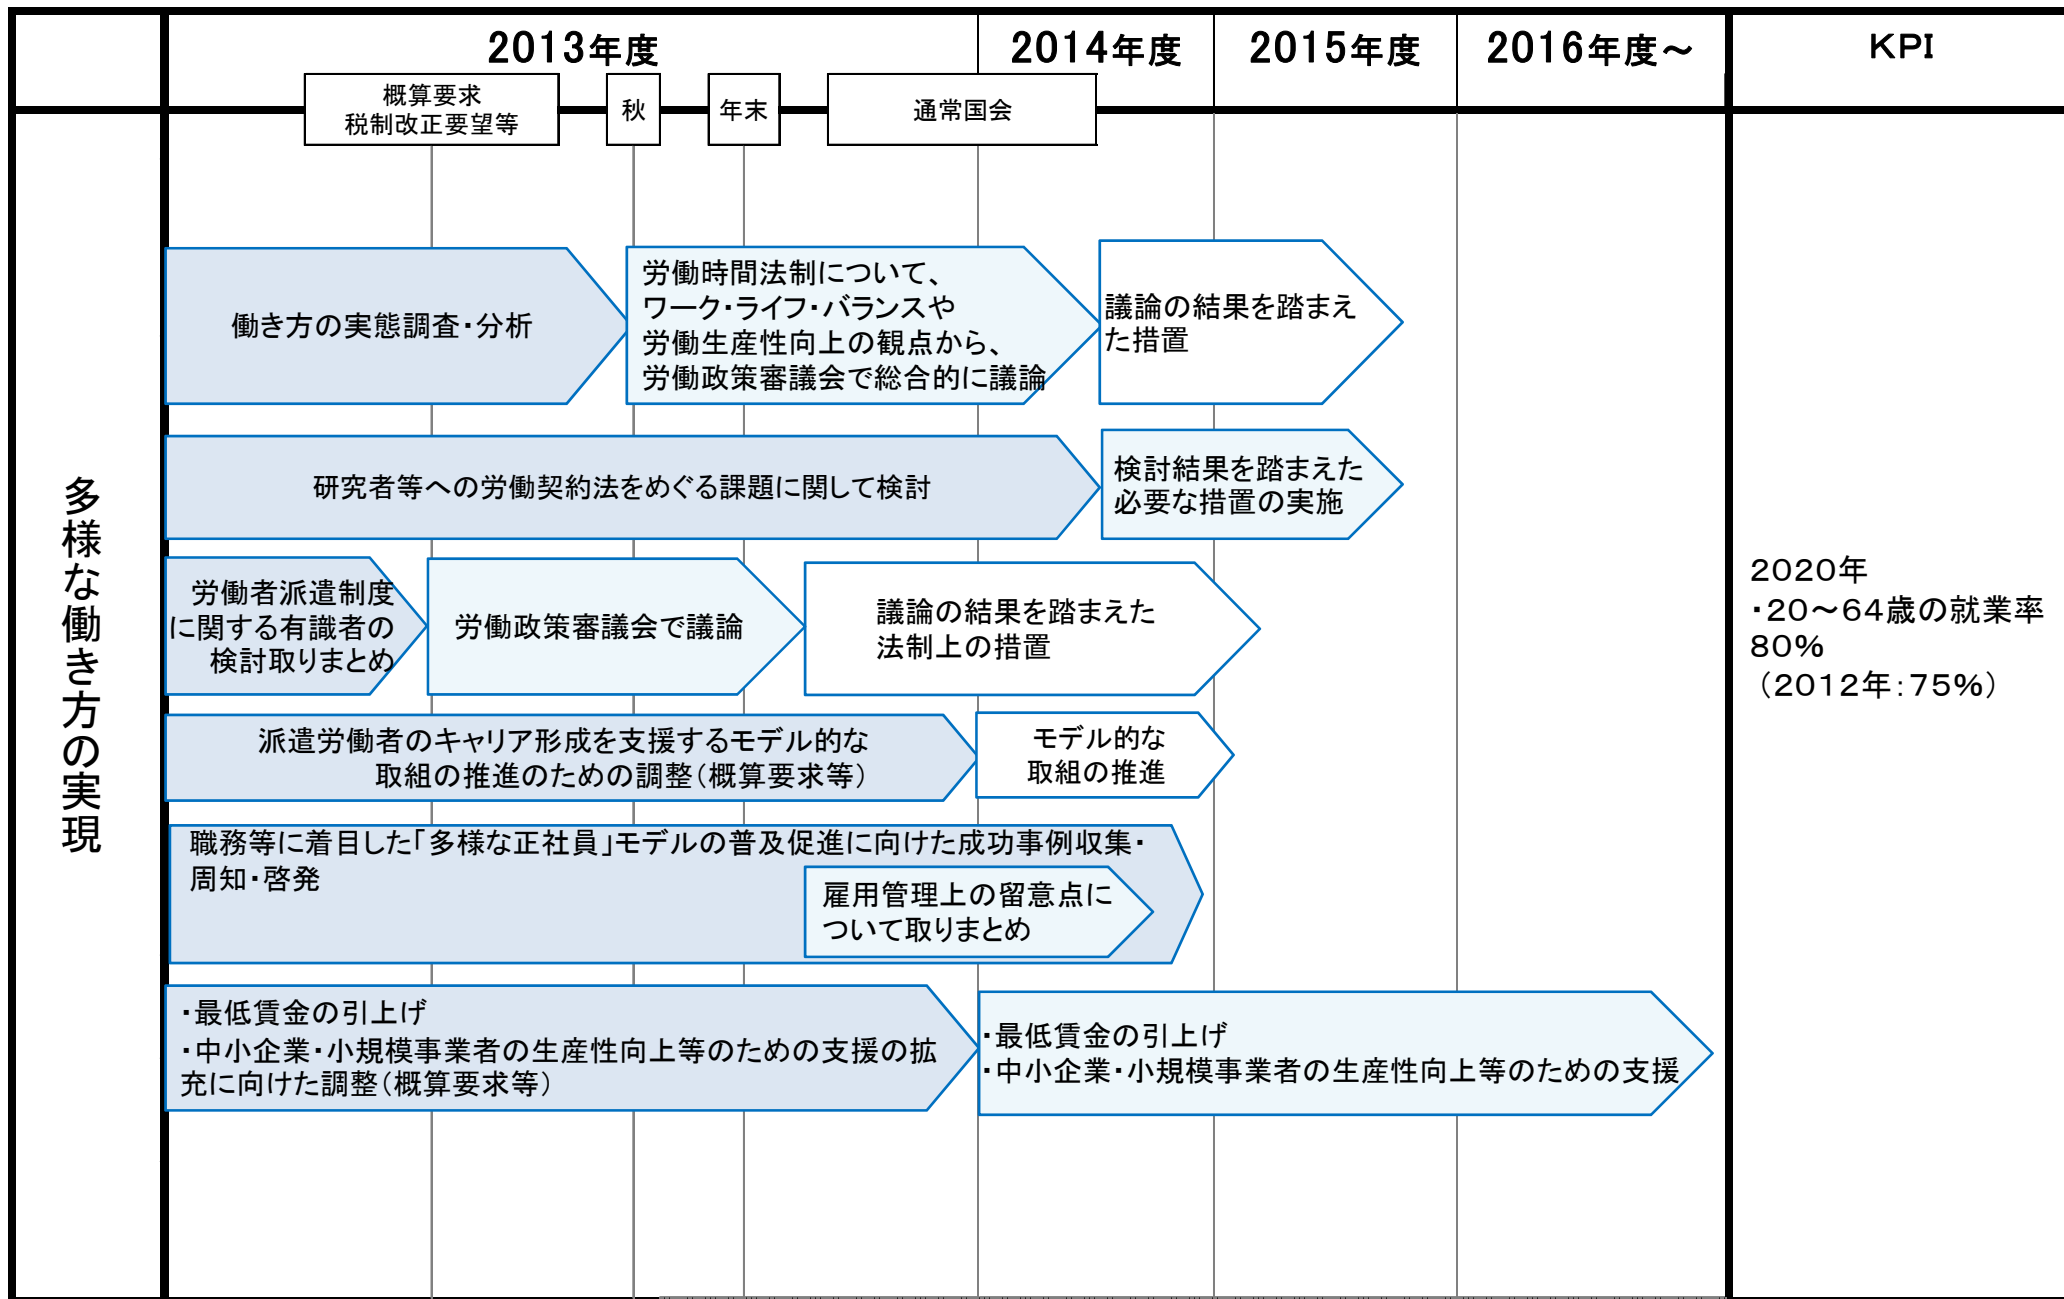 2013年度
2014年度
2015年度
2016年度～
KPI
概算要求
税制改正要望等
秋
年末
通常国会
多様な働き方の実現
働き方の実態調査・分析
労働時間法制について、
ワーク・ライフ・バランスや
労働生産性向上の観点から、
労働政策審議会で総合的に議論
議論の結果を踏まえ
た措置
研究者等への労働契約法をめぐる課題に関して検討
検討結果を踏まえた
必要な措置の実施
労働者派遣制度
に関する有識者の
検討取りまとめ
労働政策審議会で議論
議論の結果を踏まえた
法制上の措置
派遣労働者のキャリア形成を支援するモデル的な
取組の推進のための調整（概算要求等）
モデル的な
取組の推進
職務等に着目した「多様な正社員」モデルの普及促進に向けた成功事例収集・
周知・啓発
雇用管理上の留意点に
ついて取りまとめ
・最低賃金の引上げ
・中小企業・小規模事業者の生産性向上等のための支援の拡
充に向けた調整（概算要求等）
・最低賃金の引上げ
・中小企業・小規模事業者の生産性向上等のための支援
2020年
・20～64歳の就業率
80%
（2012年：75%）